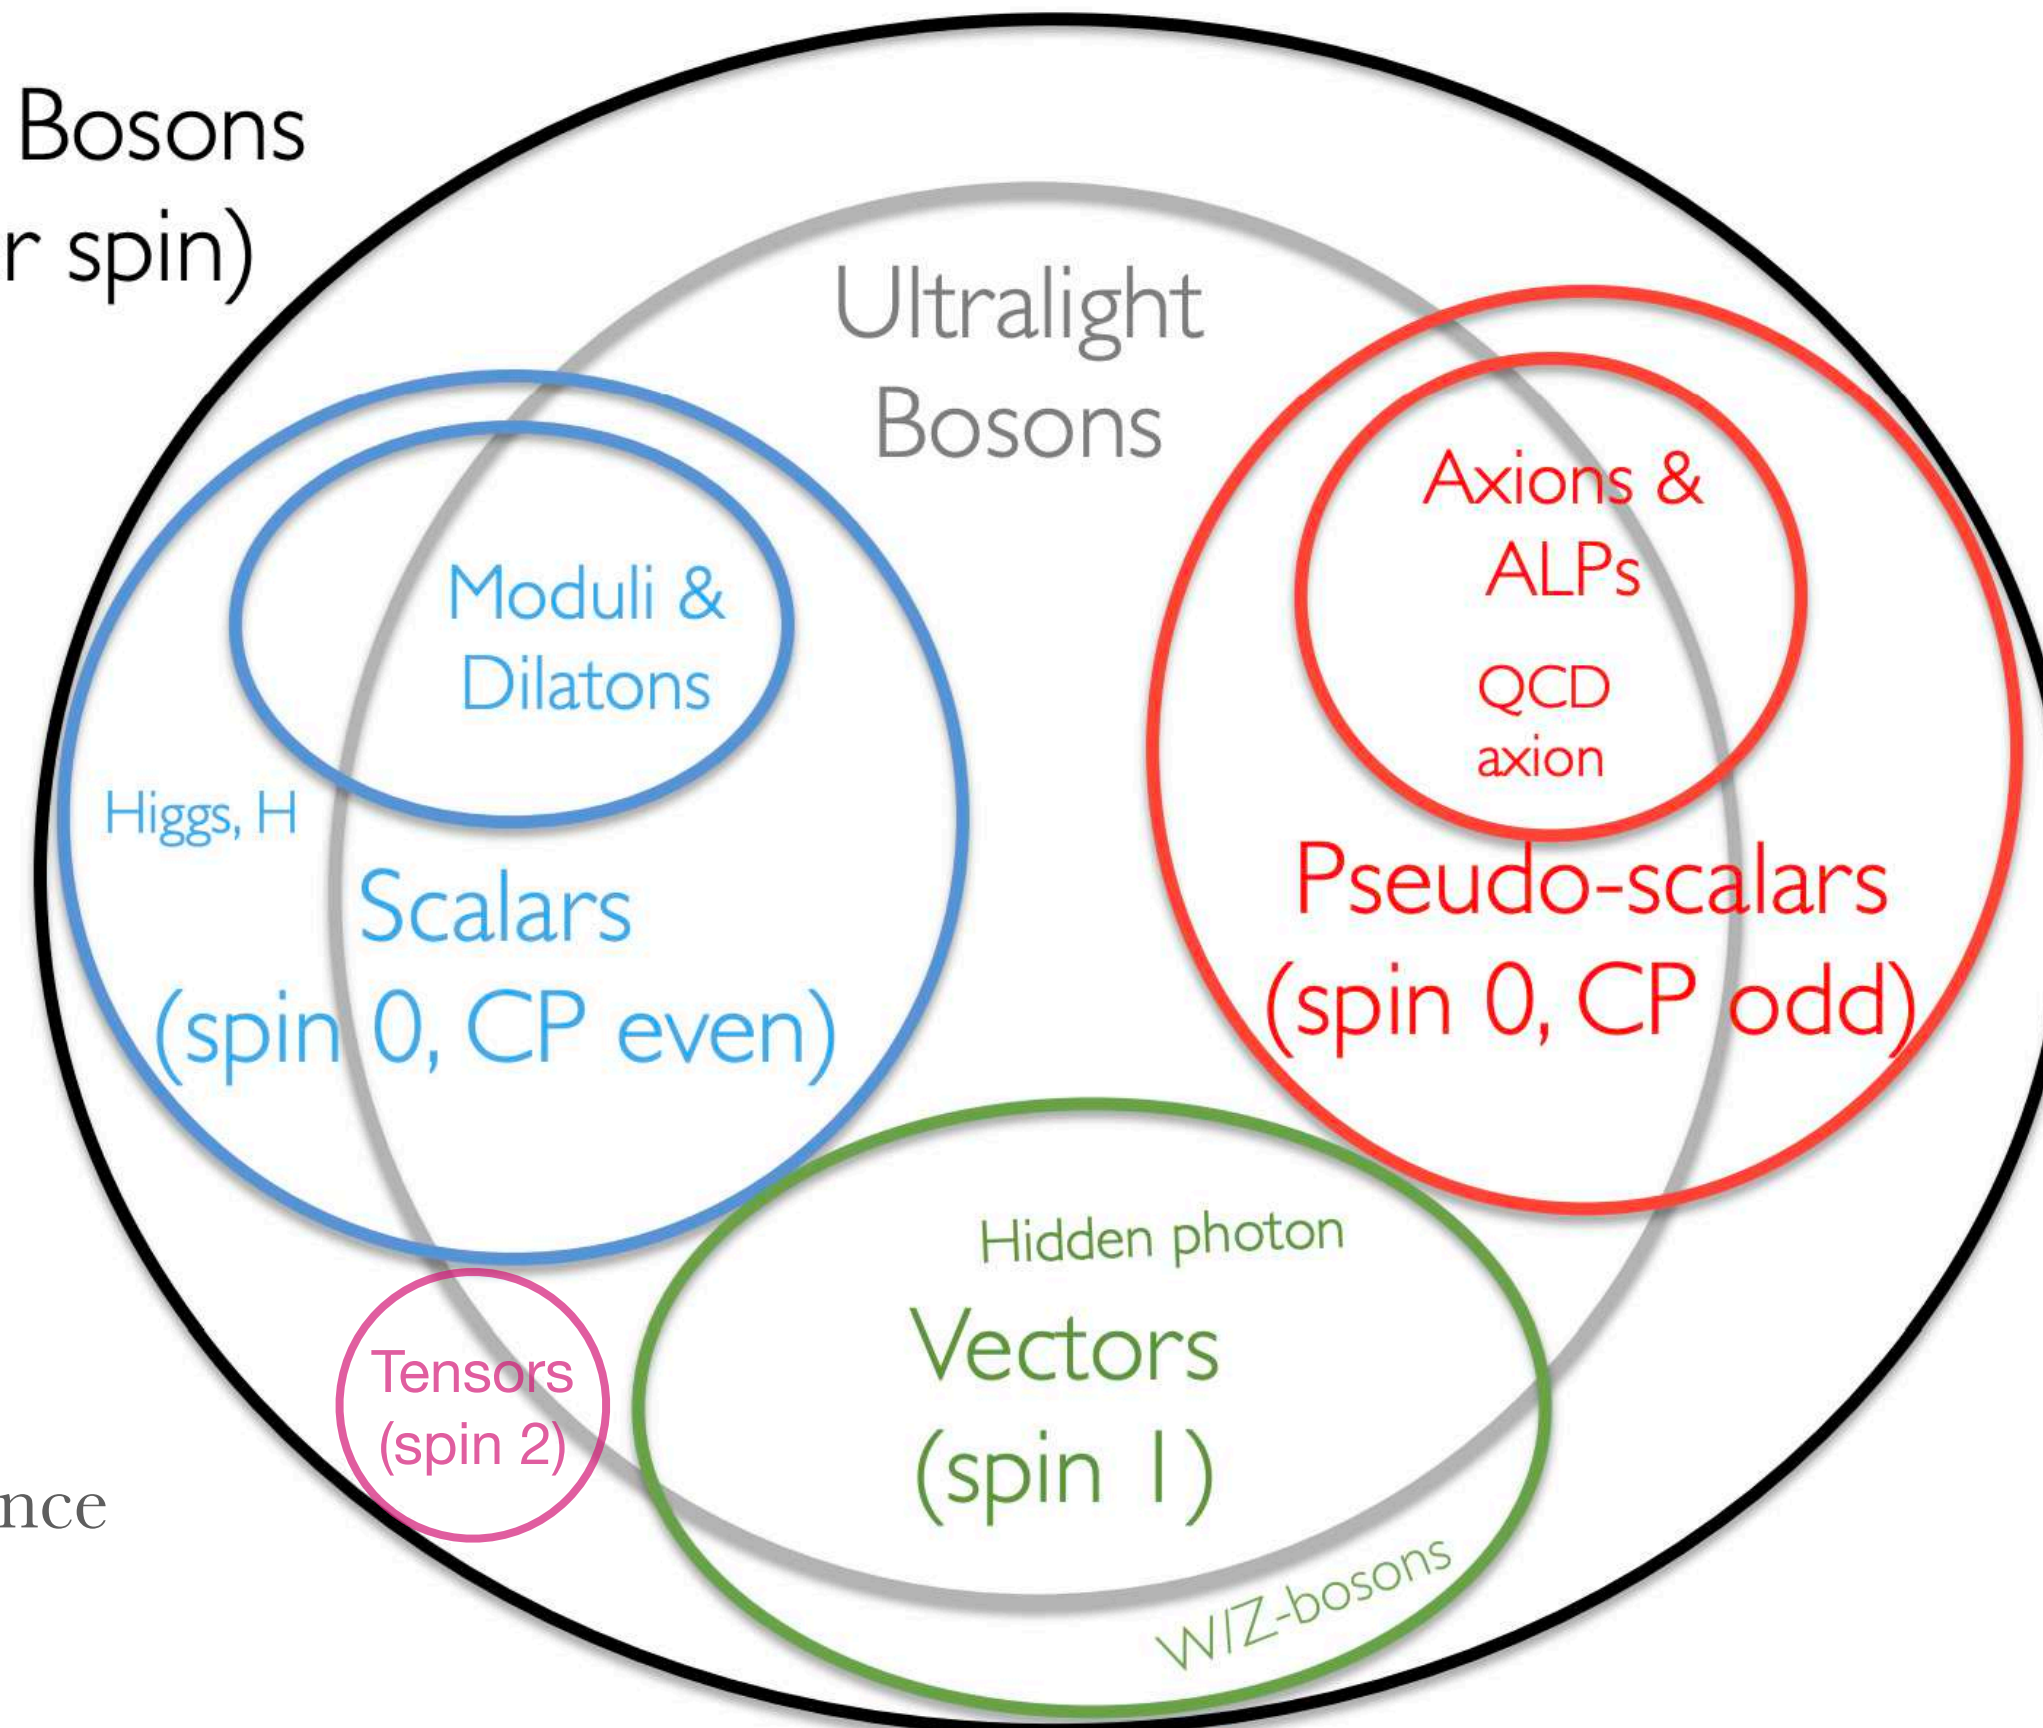 Bosons
r spin)
Ultralight
Bosons
Moduli &
Dilatons
Higgs, H
Scalars
(spin 0, CP even)
Axions &
ALPs
QCD
axion
Pseudo-scalars
(spin 0, CP odd)
Hidden photon
Vectors
(spin 1)
W/Z-bosons
Tensors
(spin 2)
nce